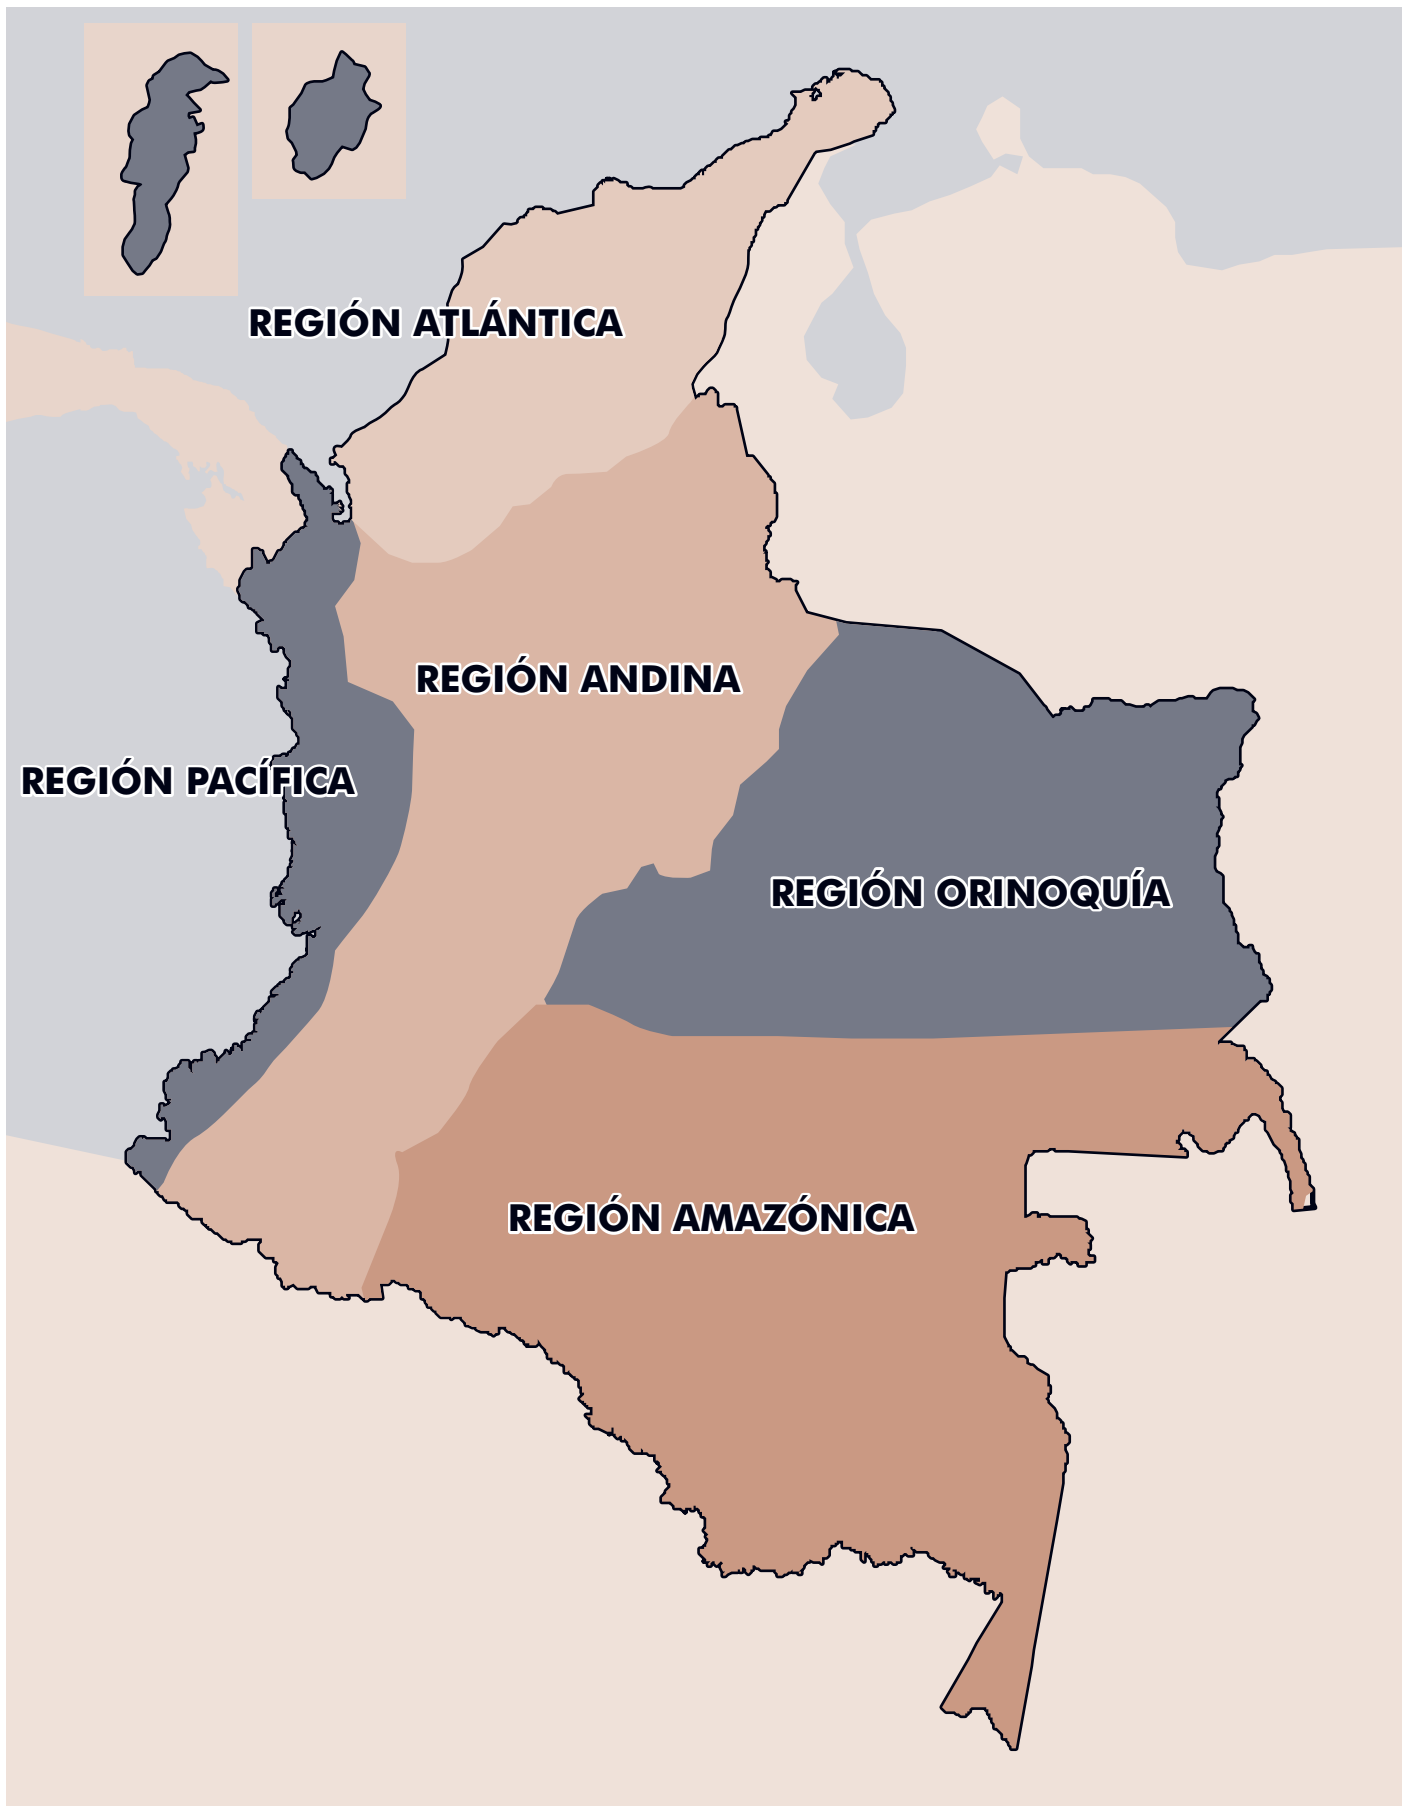 REGIÓN ATLÁNTICA
REGIÓN ANDINA
REGIÓN PACÍFICA
REGIÓN ORINOQUÍA
REGIÓN AMAZÓNICA